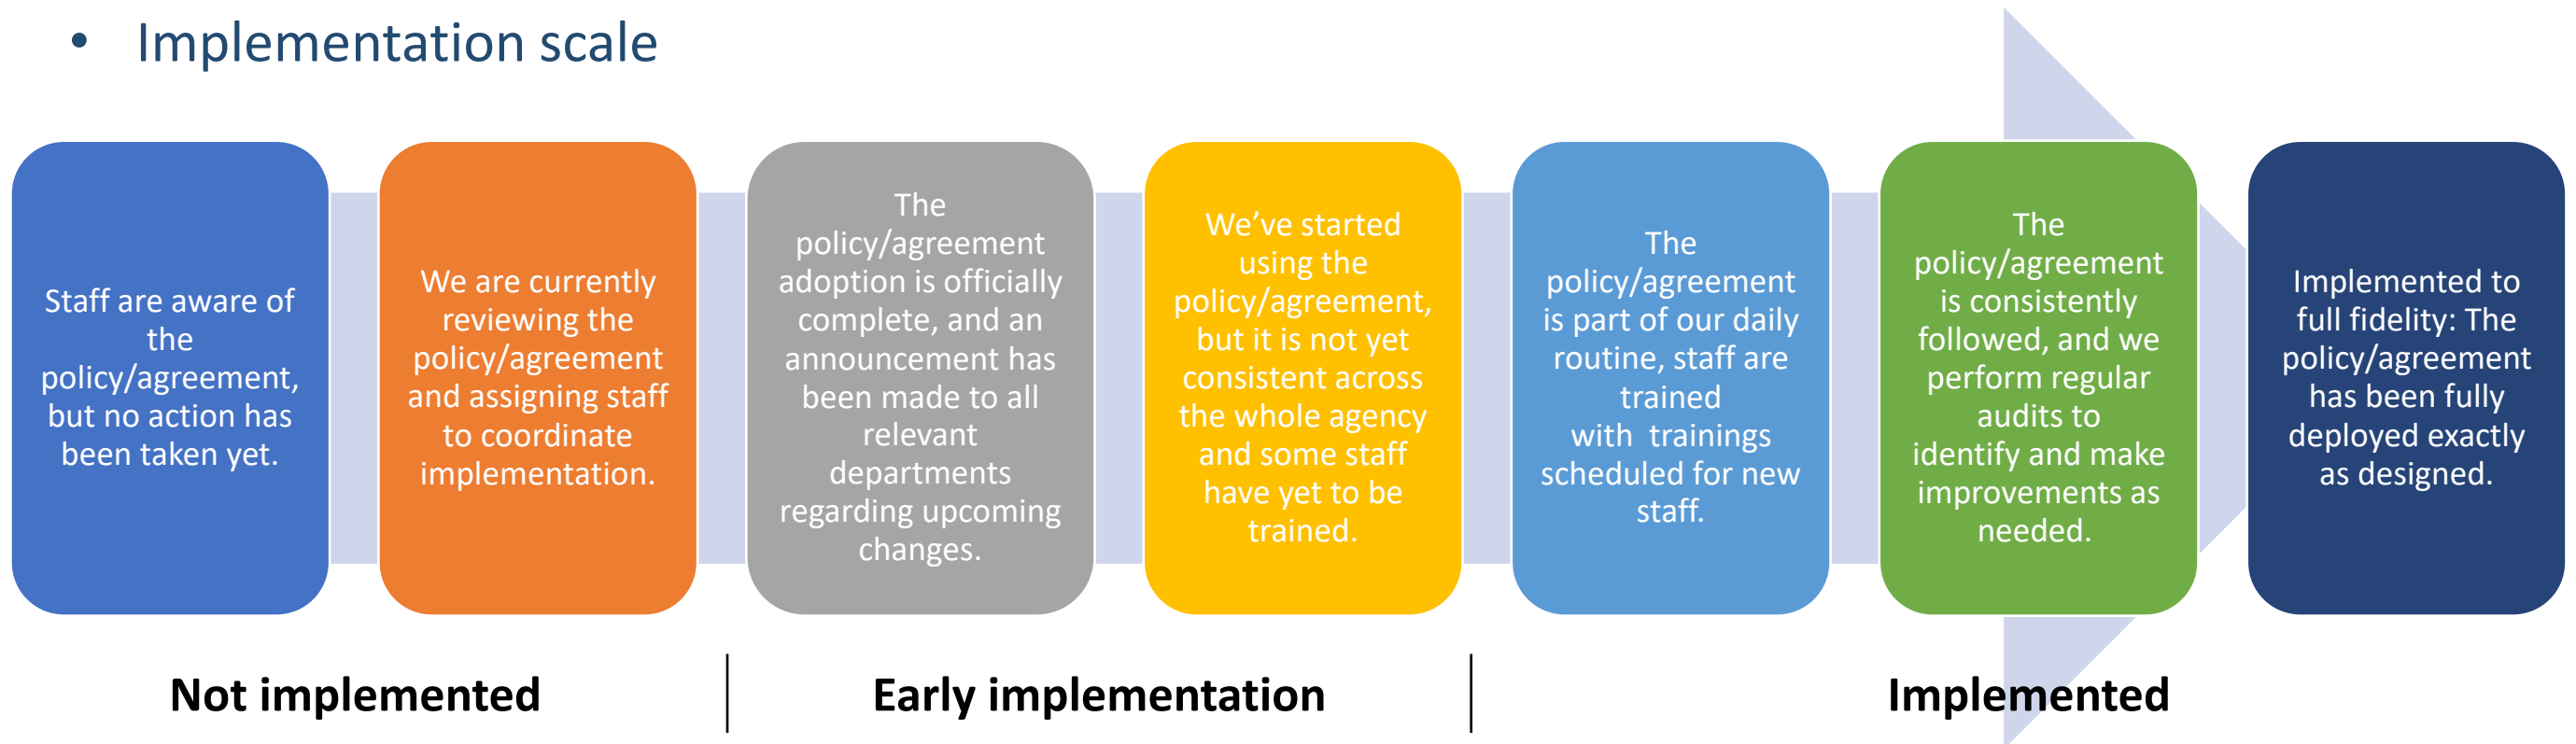 • Implementation scale
Staff are aware of
the
policy/agreement,
but no action has
been taken yet.
We are currently
reviewing the
policy/agreement
and assigning staff
to coordinate
implementation.
The
policy/agreement
adoption is officially
complete, and an
announcement has
been made to all
relevant
departments
regarding upcoming
changes.
We’ve started
using the
policy/agreement,
but it is not yet
consistent across
the whole agency
and some staff
have yet to be
trained.
The
policy/agreement
is part of our daily
routine, staff are
trained
with  trainings
scheduled for new
staff.
The
policy/agreement
is consistently
followed, and we
perform regular
audits to
identify and make
improvements as
needed.
Implemented to
full fidelity: The
policy/agreement
has been fully
deployed exactly
as designed.
Not implemented
Early implementation
Implemented